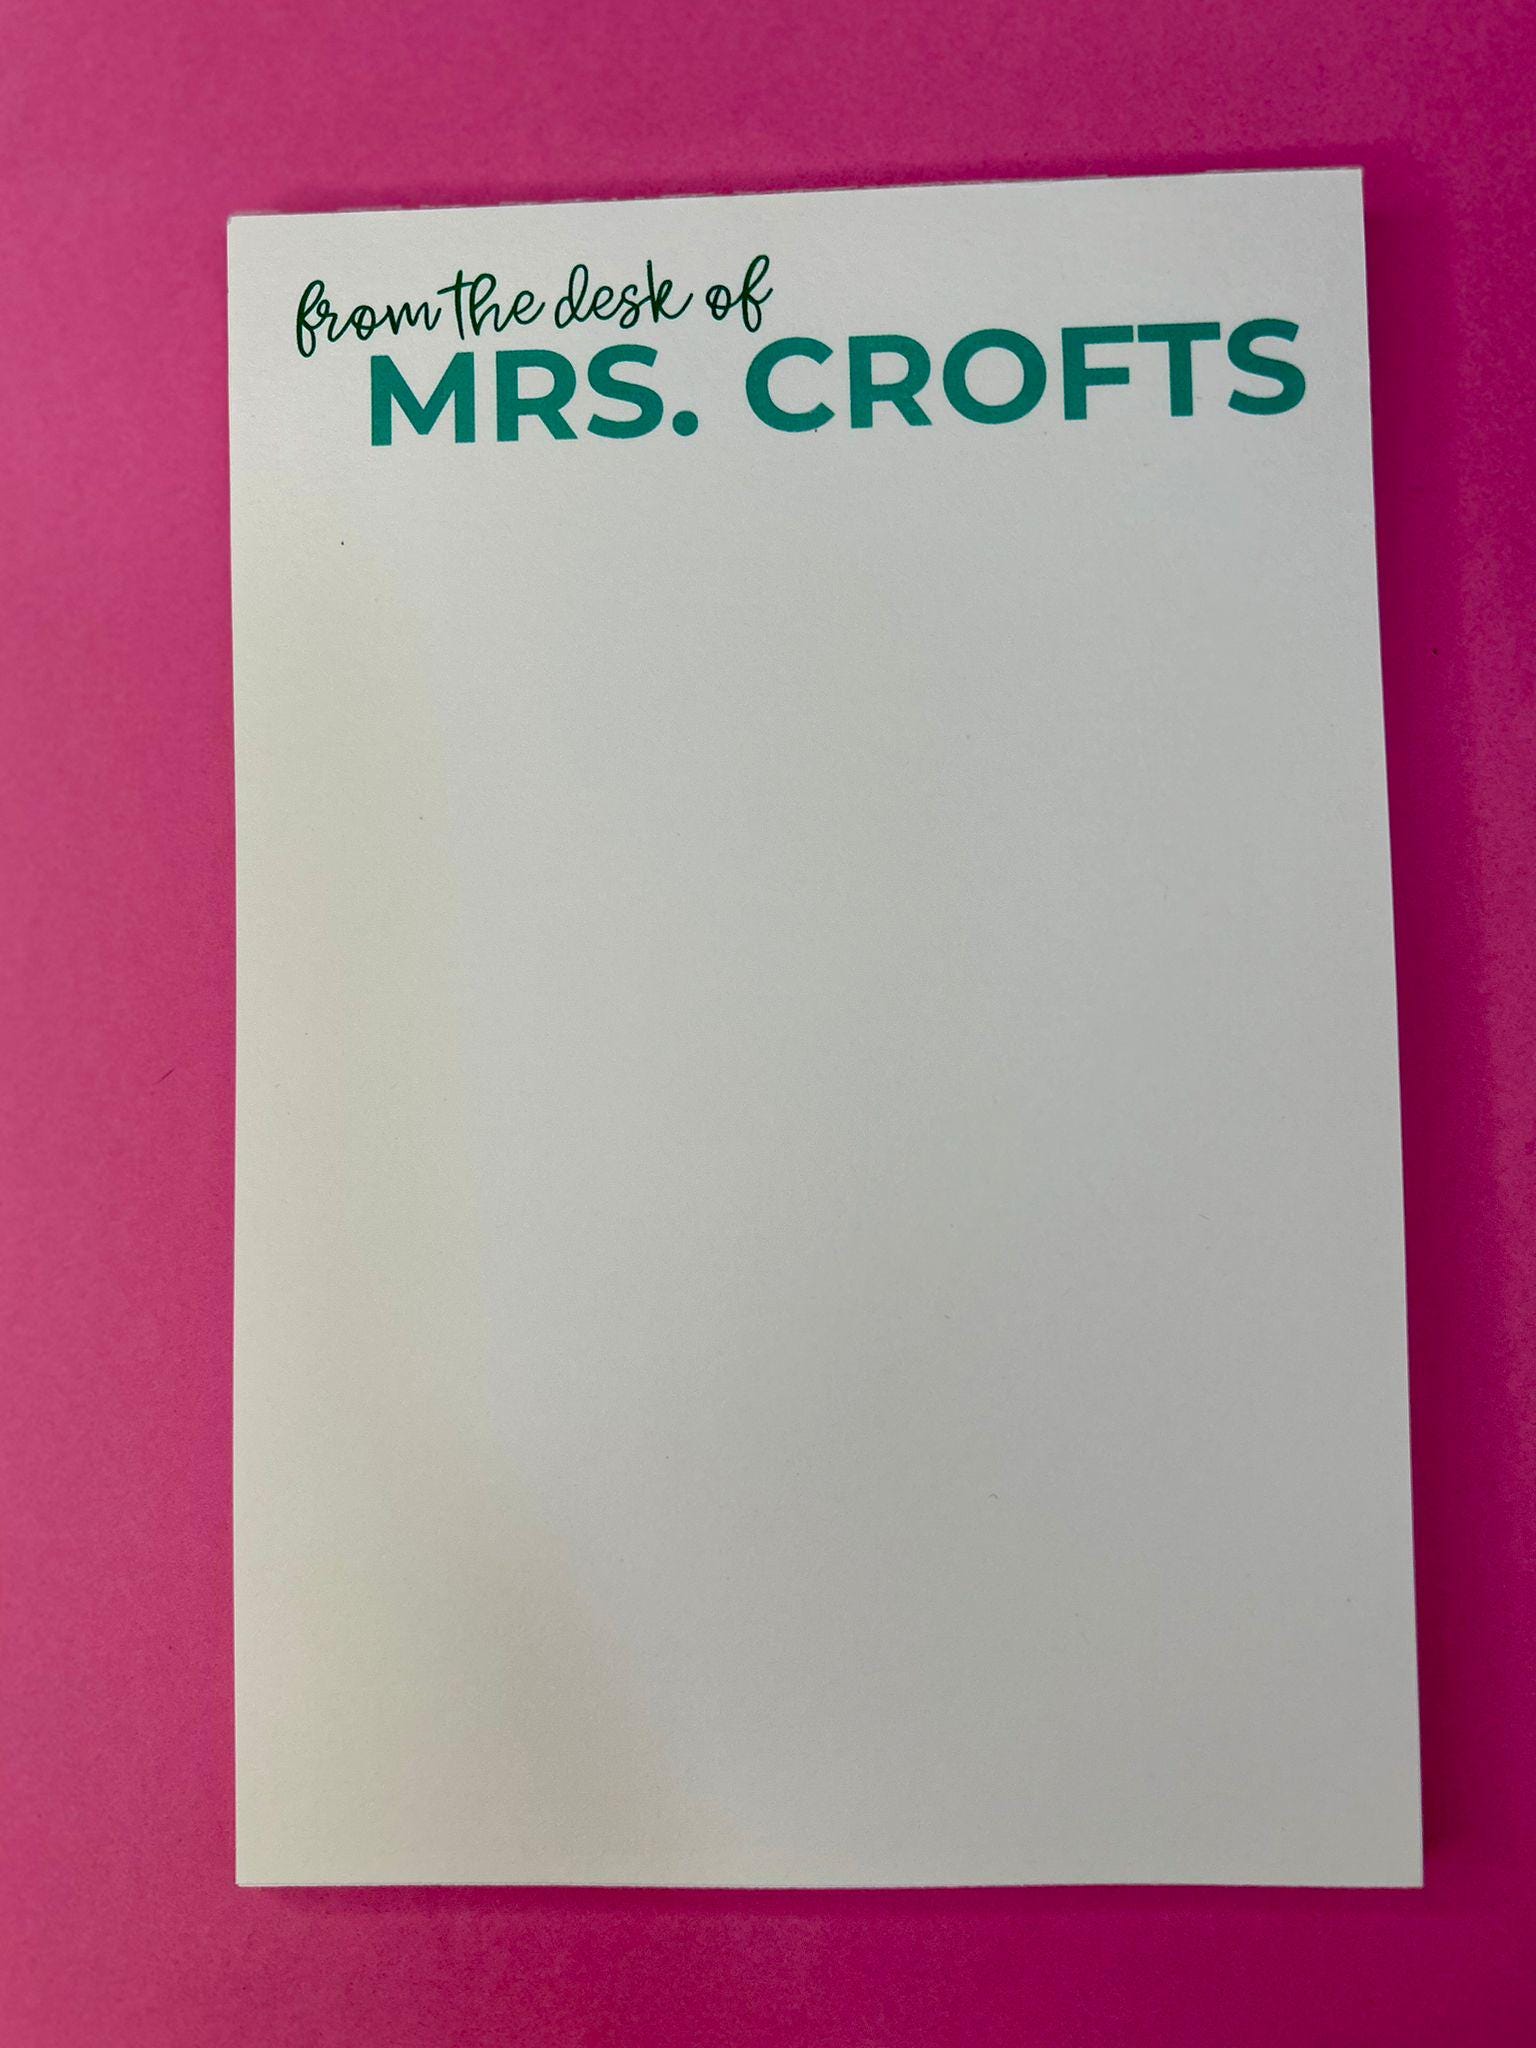 from the desk of
MRS. CROFTS